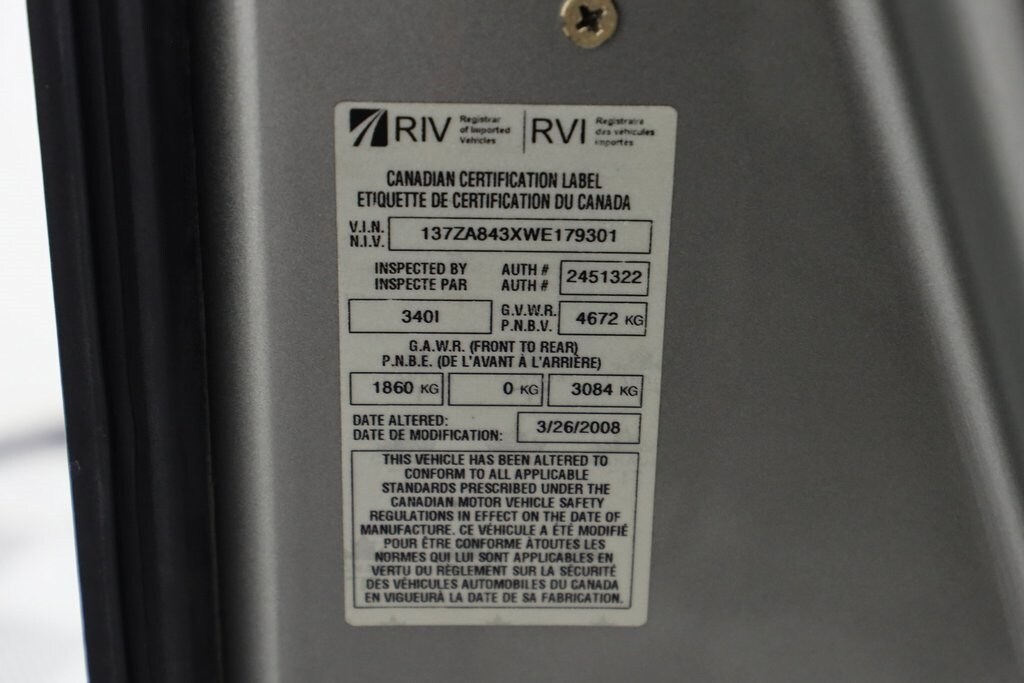 RIV Registrar of Imported Vehicles RVI Registraire des véhicules importés
CANADIAN CERTIFICATION LABEL
ETIQUETTE DE CERTIFICATION DU CANADA
V.I.N. N.I.V. 137ZA843XWE179301
INSPECTED BY AUTH # 2451322
INSPECTE PAR AUTH #
340I G.V.W.R. P.N.B.V. 4672 KG
G.A.W.R. (FRONT TO REAR)
P.N.B.E. (DE L'AVANT À L'ARRIÈRE)
1860 KG 0 KG 3084 KG
DATE ALTERED:
DATE DE MODIFICATION: 3/26/2008
THIS VEHICLE HAS BEEN ALTERED TO
CONFORM TO ALL APPLICABLE
STANDARDS PRESCRIBED UNDER THE
CANADIAN MOTOR VEHICLE SAFETY
REGULATIONS IN EFFECT ON THE DATE OF
MANUFACTURE. CE VÉHICULE A ÉTÉ MODIFIÉ
POUR ÊTRE CONFORME ÀTOUTES LES
NORMES QUI LUI SONT APPLICABLES EN
VERTU DU RÈGLEMENT SUR LA SÉCURITÉ
DES VÉHICULES AUTOMOBILES DU CANADA
EN VIGUEURÀ LA DATE DE SA FABRICATION.